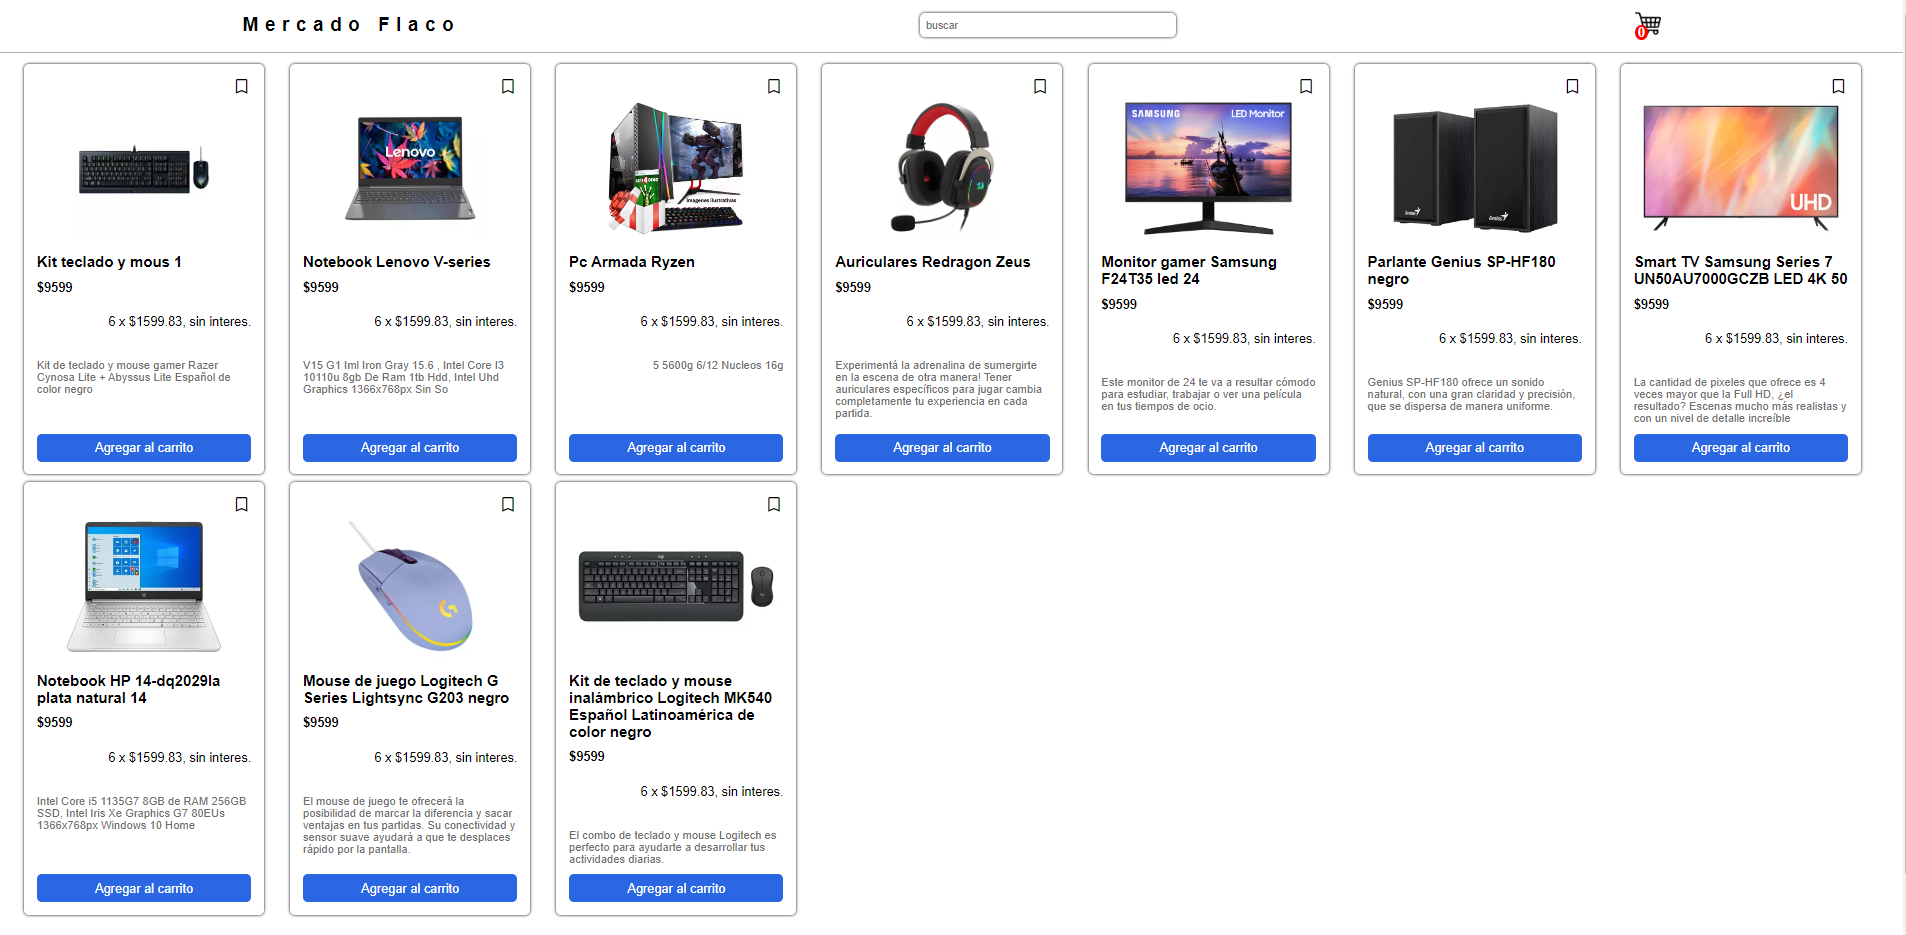 Mercado Flaco
buscar
0
Lenovo
imagenes ilustrativas
SAMSUNG
LED Monitor
Genius
Genius
UHD
Kit teclado y mous 1
$9599
6 x $1599.83, sin interes.
Kit de teclado y mouse gamer Razer
Cynosa Lite + Abyssus Lite Español de
color negro
Agregar al carrito
Notebook Lenovo V-series
$9599
6 x $1599.83, sin interes.
V15 G1 Iml Iron Gray 15.6 , Intel Core I3
10110u 8gb De Ram 1tb Hdd, Intel Uhd
Graphics 1366x768px Sin So
Agregar al carrito
Pc Armada Ryzen
$9599
6 x $1599.83, sin interes.
5 5600g 6/12 Nucleos 16g
Agregar al carrito
Auriculares Redragon Zeus
$9599
6 x $1599.83, sin interes.
Experimentá la adrenalina de sumergirte
en la escena de otra manera! Tener
auriculares específicos para jugar cambia
completamente tu experiencia en cada
partida.
Agregar al carrito
Monitor gamer Samsung
F24T35 led 24
$9599
6 x $1599.83, sin interes.
Este monitor de 24 te va a resultar cómodo
para estudiar, trabajar o ver una película
en tus tiempos de ocio.
Agregar al carrito
Parlante Genius SP-HF180
negro
$9599
6 x $1599.83, sin interes.
Genius SP-HF180 ofrece un sonido
natural, con una gran claridad y precisión,
que se dispersa de manera uniforme.
Agregar al carrito
Smart TV Samsung Series 7
UN50AU7000GCZB LED 4K 50
$9599
6 x $1599.83, sin interes.
La cantidad de pixeles que ofrece es 4
veces mayor que la Full HD, ¿el
resultado? Escenas mucho más realistas y
con un nivel de detalle increíble
Agregar al carrito
Notebook HP 14-dq2029la
plata natural 14
$9599
6 x $1599.83, sin interes.
Intel Core i5 1135G7 8GB de RAM 256GB
SSD, Intel Iris Xe Graphics G7 80EUs
1366x768px Windows 10 Home
Agregar al carrito
Mouse de juego Logitech G
Series Lightsync G203 negro
$9599
6 x $1599.83, sin interes.
El mouse de juego te ofrecerá la
posibilidad de marcar la diferencia y sacar
ventajas en tus partidas. Su conectividad y
sensor suave ayudará a que te desplaces
rápido por la pantalla.
Agregar al carrito
Kit de teclado y mouse
inalámbrico Logitech MK540
Español Latinoamérica de
color negro
$9599
6 x $1599.83, sin interes.
El combo de teclado y mouse Logitech es
perfecto para ayudarte a desarrollar tus
actividades diarias.
Agregar al carrito